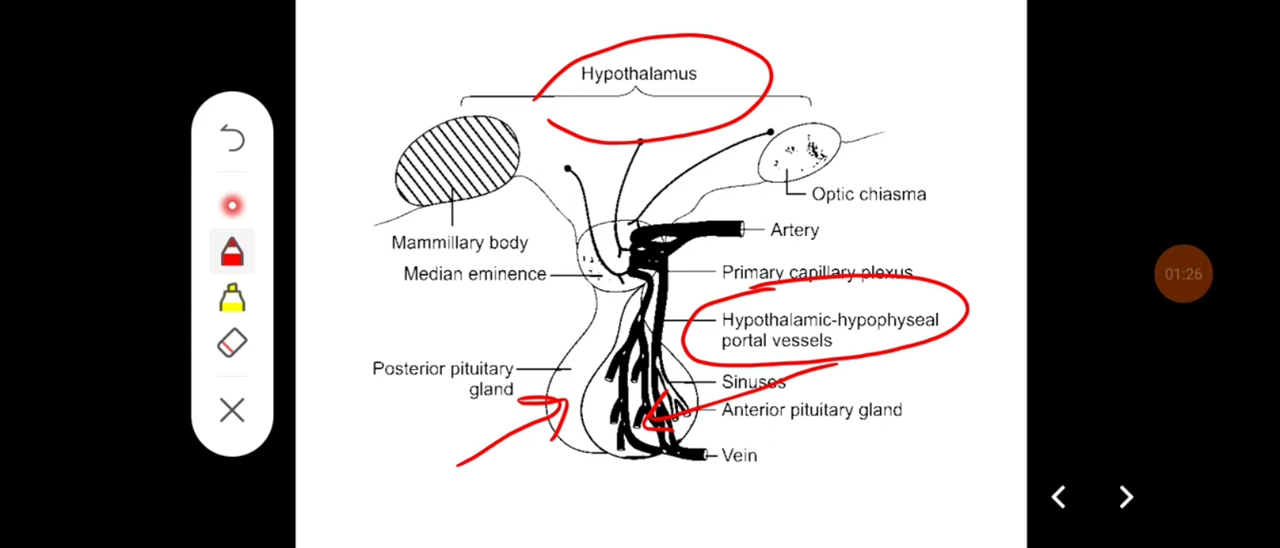 Hypothalamus
Optic chiasma
Artery
Mammillary body
Median eminence
Primary capillary plexus
Hypothalamic-hypophyseal
portal vessels
Posterior pituitary
gland
Sinuses
Anterior pituitary gland
Vein
01:26